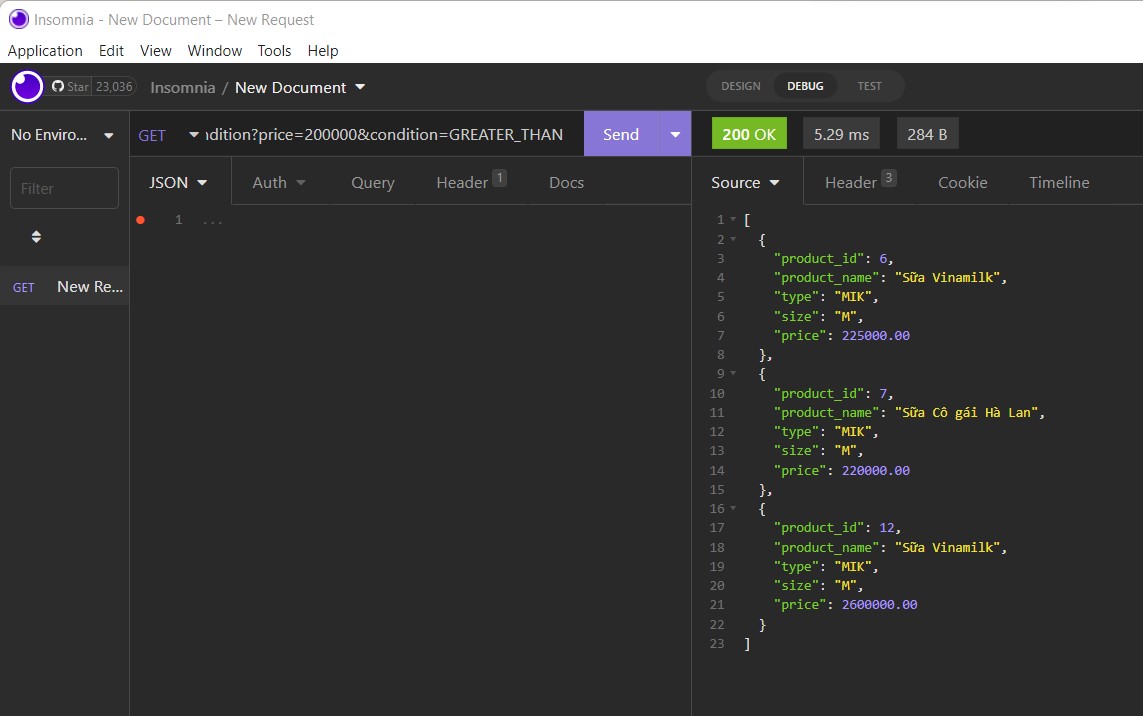 Insomnia - New Document – New Request
Application Edit View Window Tools Help
Star 23,036 Insomnia / New Document DESIGN DEBUG TEST
No Enviro... GET ndition?price=200000&condition=GREATER_THAN Send 200 OK 5.29 ms 284 B
Filter JSON Auth Query Header 1 Docs Source Header 3 Cookie Timeline
1 ...
GET New Re...
1 [
2 {
3 "product_id": 6,
4 "product_name": "Sữa Vinamilk",
5 "type": "MIK",
6 "size": "M",
7 "price": 225000.00
8 },
9 {
10 "product_id": 7,
11 "product_name": "Sữa Cô gái Hà Lan",
12 "type": "MIK",
13 "size": "M",
14 "price": 220000.00
15 },
16 {
17 "product_id": 12,
18 "product_name": "Sữa Vinamilk",
19 "type": "MIK",
20 "size": "M",
21 "price": 2600000.00
22 }
23 ]